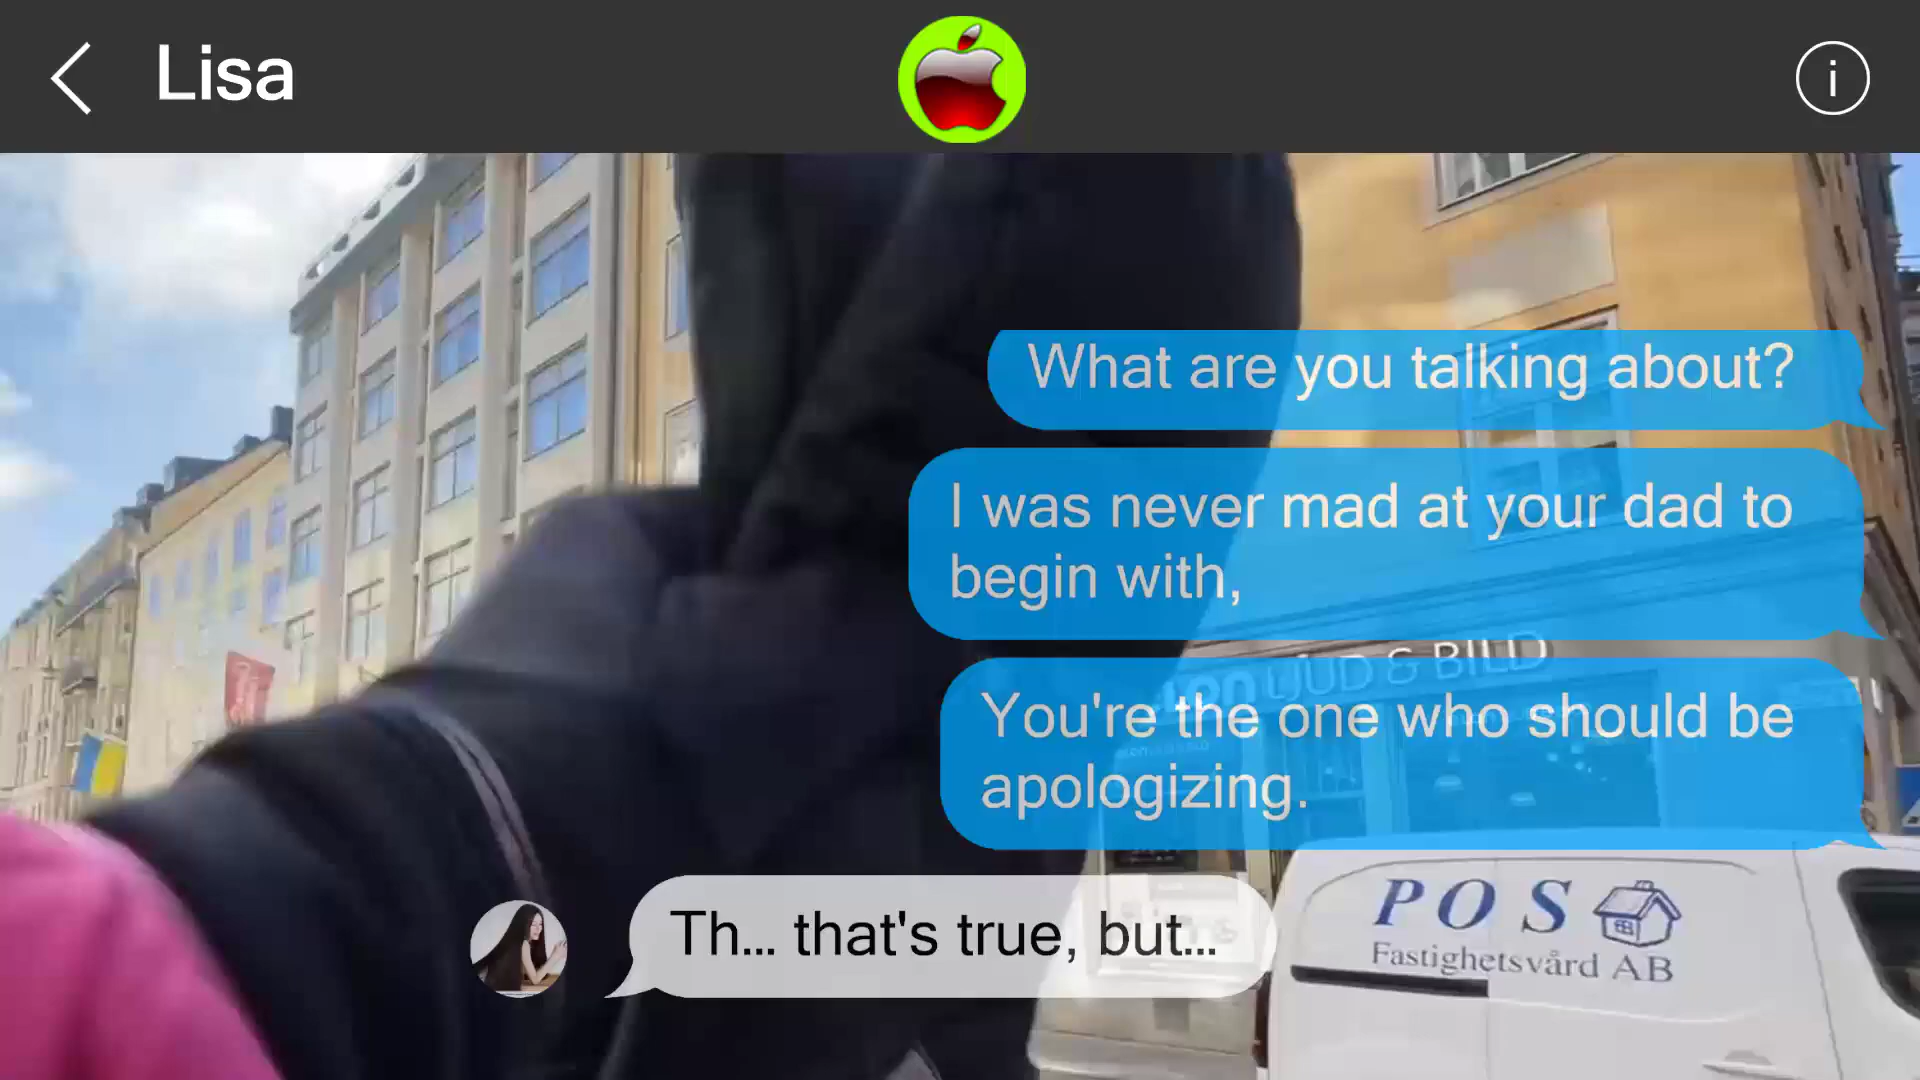 Lisa
What are you talking about?
I was never mad at your dad to
begin with,
LJUD & BILD
You're the one who should be
apologizing.
Th... that's true, but...
POS
Fastighetsvård AB